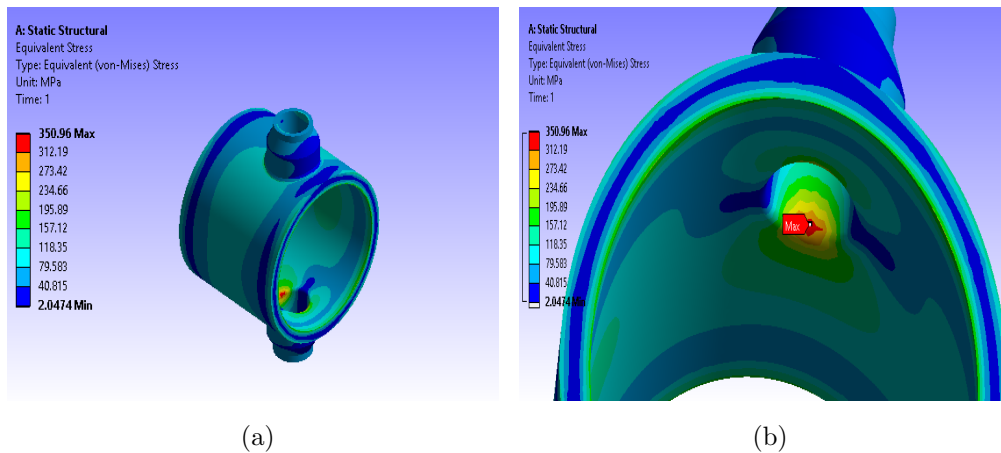 A: Static Structural
Equivalent Stress
Type: Equivalent (von-Mises) Stress
Unit: MPa
Time: 1
350.96 Max
312.19
273.42
234.66
195.89
157.12
118.35
79.583
40.815
2.0474 Min
(a)
A: Static Structural
Equivalent Stress
Type: Equivalent (von-Mises) Stress
Unit: MPa
Time: 1
350.96 Max
312.19
273.42
234.66
195.89
157.12
118.35
79.583
40.815
2.0474 Min
Max
(b)